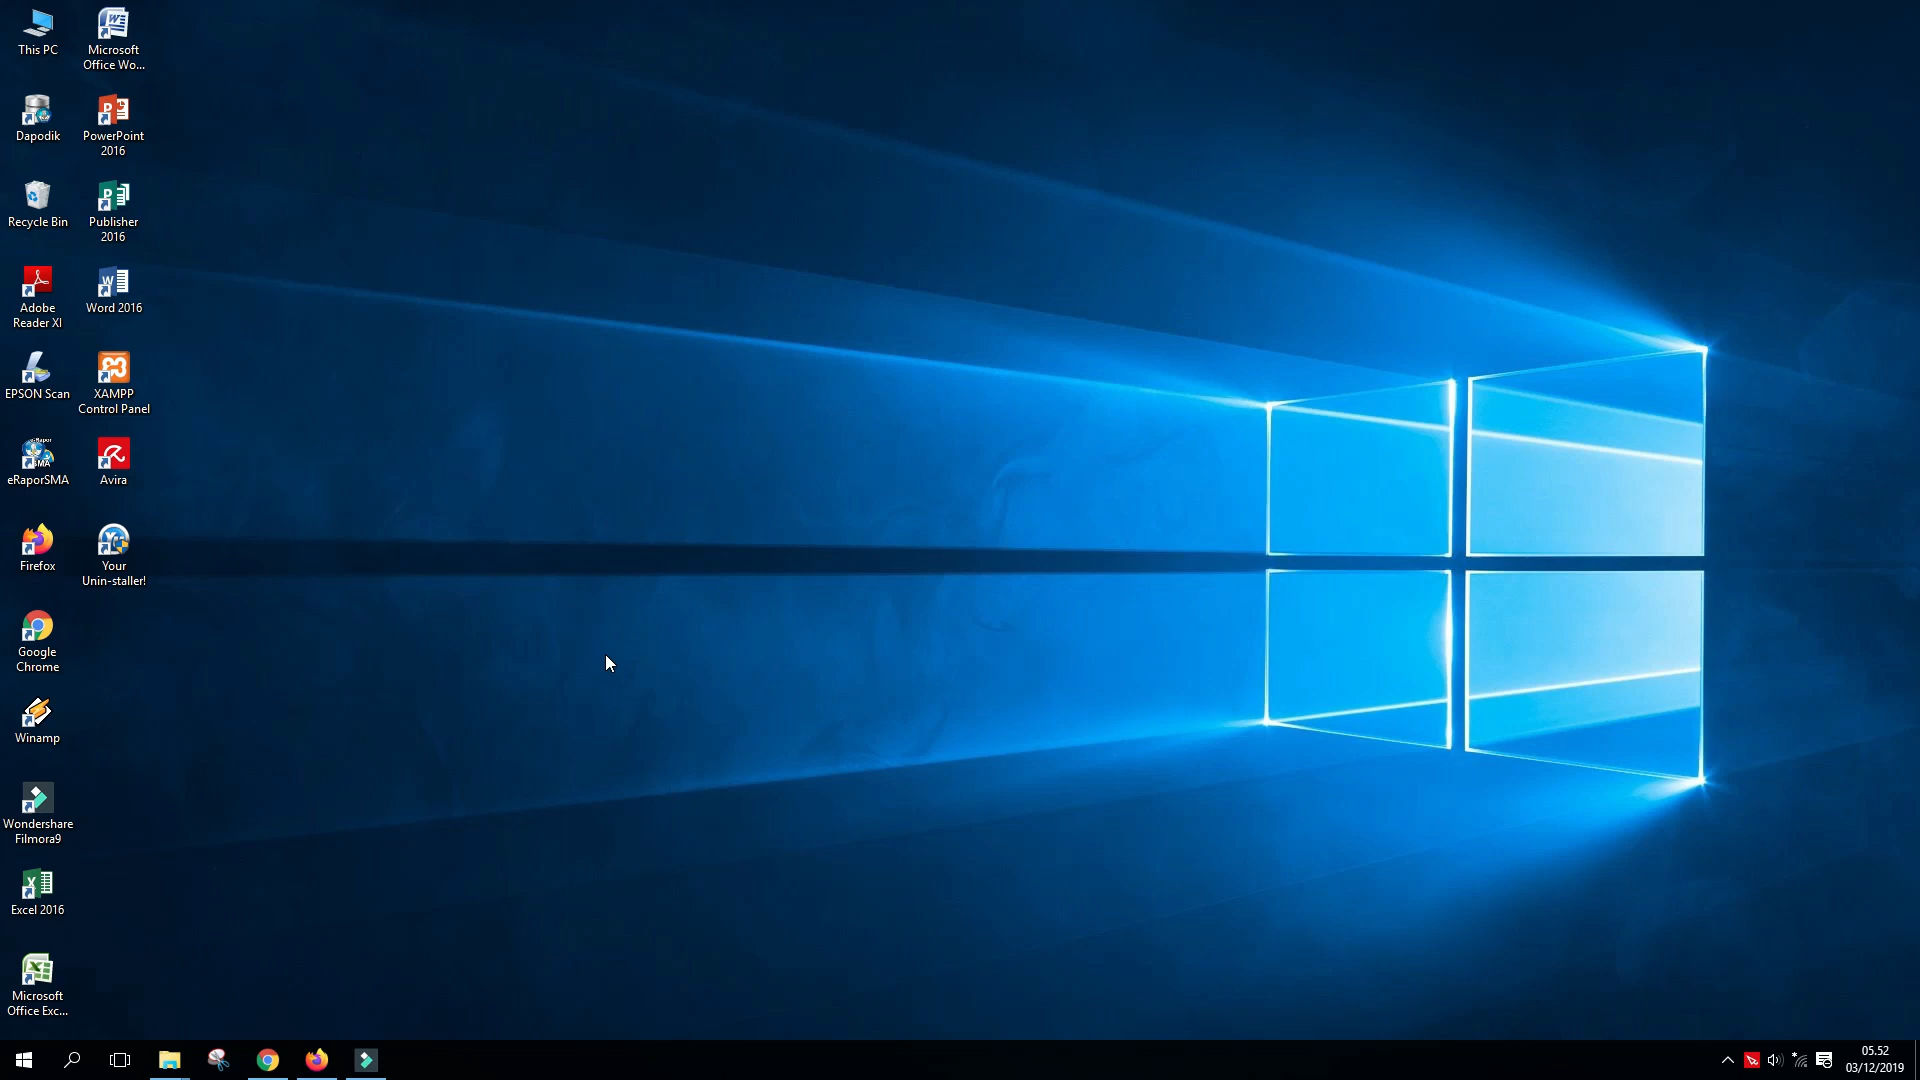 This PC
Microsoft
Office Wo...
Dapodik
PowerPoint
2016
Recycle Bin
Publisher
2016
Adobe
Reader XI
Word 2016
EPSON Scan
XAMPP
Control Panel
eRaporSMA
Avira
Firefox
Your
Unin-staller!
Google
Chrome
Winamp
Wondershare
Filmora9
Excel 2016
Microsoft
Office Exc...
05.52
03/12/2019